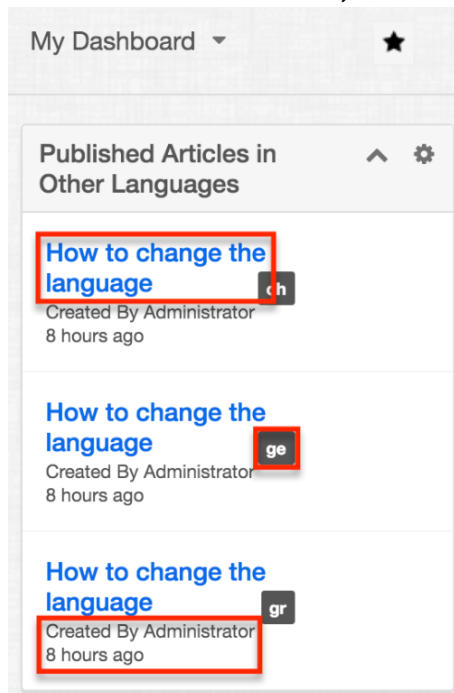 My Dashboard
Published Articles in
Other Languages
How to change the
language
ch
Created By Administrator
8 hours ago
How to change the
language
ge
Created By Administrator
8 hours ago
How to change the
language
gr
Created By Administrator
8 hours ago